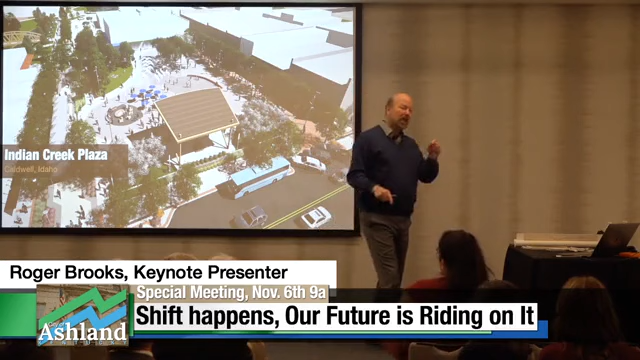 Indian Creek Plaza
Caldwell, Idaho
Roger Brooks, Keynote Presenter
Special Meeting, Nov. 6th 9a
Ashland
Shift happens, Our Future is Riding on It